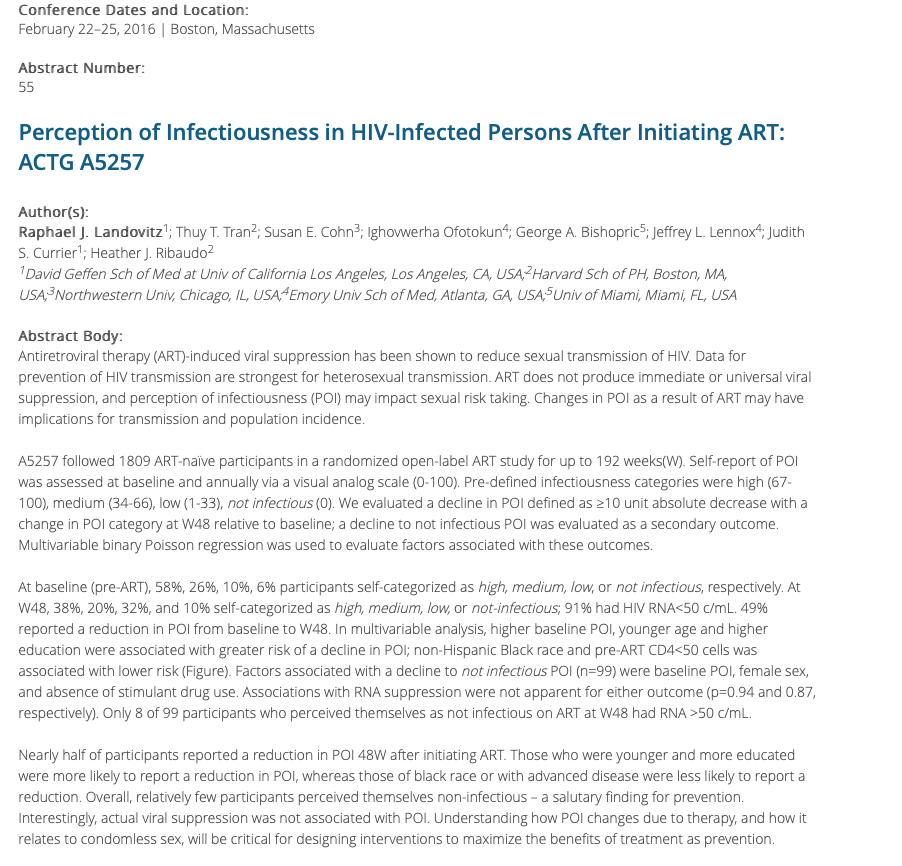 Conference Dates and Location:
February 22–25, 2016 | Boston, Massachusetts
Abstract Number:
55
Perception of Infectiousness in HIV-Infected Persons After Initiating ART:
ACTG A5257
Author(s):
Raphael J. Landovitz1; Thuy T. Tran2; Susan E. Cohn3; Ighovwerha Ofotokun4; George A. Bishopric5; Jeffrey L. Lennox4; Judith
S. Currier1; Heather J. Ribaudo2
1David Geffen Sch of Med at Univ of California Los Angeles, Los Angeles, CA, USA;2Harvard Sch of PH, Boston, MA,
USA;3Northwestern Univ, Chicago, IL, USA;4Emory Univ Sch of Med, Atlanta, GA, USA;5Univ of Miami, Miami, FL, USA
Abstract Body:
Antiretroviral therapy (ART)-induced viral suppression has been shown to reduce sexual transmission of HIV. Data for
prevention of HIV transmission are strongest for heterosexual transmission. ART does not produce immediate or universal viral
suppression, and perception of infectiousness (POI) may impact sexual risk taking. Changes in POI as a result of ART may have
implications for transmission and population incidence.
A5257 followed 1809 ART-naïve participants in a randomized open-label ART study for up to 192 weeks(W). Self-report of POI
was assessed at baseline and annually via a visual analog scale (0-100). Pre-defined infectiousness categories were high (67-
100), medium (34-66), low (1-33), not infectious (0). We evaluated a decline in POI defined as ≥10 unit absolute decrease with a
change in POI category at W48 relative to baseline; a decline to not infectious POI was evaluated as a secondary outcome.
Multivariable binary Poisson regression was used to evaluate factors associated with these outcomes.
At baseline (pre-ART), 58%, 26%, 10%, 6% participants self-categorized as high, medium, low, or not infectious, respectively. At
W48, 38%, 20%, 32%, and 10% self-categorized as high, medium, low, or not-infectious; 91% had HIV RNA<50 c/mL. 49%
reported a reduction in POI from baseline to W48. In multivariable analysis, higher baseline POI, younger age and higher
education were associated with greater risk of a decline in POI; non-Hispanic Black race and pre-ART CD4<50 cells was
associated with lower risk (Figure). Factors associated with a decline to not infectious POI (n=99) were baseline POI, female sex,
and absence of stimulant drug use. Associations with RNA suppression were not apparent for either outcome (p=0.94 and 0.87,
respectively). Only 8 of 99 participants who perceived themselves as not infectious on ART at W48 had RNA >50 c/mL.
Nearly half of participants reported a reduction in POI 48W after initiating ART. Those who were younger and more educated
were more likely to report a reduction in POI, whereas those of black race or with advanced disease were less likely to report a
reduction. Overall, relatively few participants perceived themselves non-infectious – a salutary finding for prevention.
Interestingly, actual viral suppression was not associated with POI. Understanding how POI changes due to therapy, and how it
relates to condomless sex, will be critical for designing interventions to maximize the benefits of treatment as prevention.